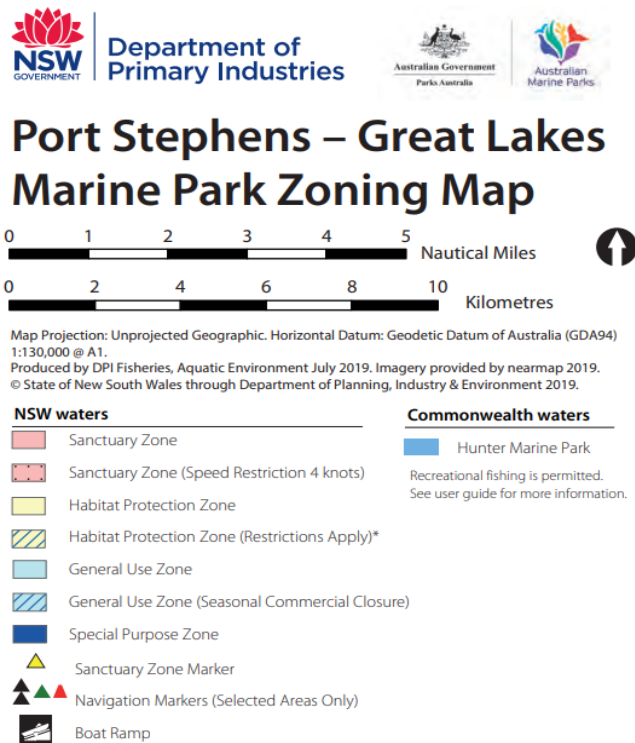 NSW
GOVERNMENT
Department of
Primary Industries
Australian Government
Parks Australia
Australian
Marine Parks
Port Stephens – Great Lakes
Marine Park Zoning Map
0 1 2 3 4 5
Nautical Miles
0 2 4 6 8 10
Kilometres
Map Projection: Unprojected Geographic. Horizontal Datum: Geodetic Datum of Australia (GDA94)
1:130,000 @ A1.
Produced by DPI Fisheries, Aquatic Environment July 2019. Imagery provided by nearmap 2019.
© State of New South Wales through Department of Planning, Industry & Environment 2019.
NSW waters
Sanctuary Zone
Sanctuary Zone (Speed Restriction 4 knots)
Habitat Protection Zone
Habitat Protection Zone (Restrictions Apply)*
General Use Zone
General Use Zone (Seasonal Commercial Closure)
Special Purpose Zone
Sanctuary Zone Marker
Navigation Markers (Selected Areas Only)
Boat Ramp
Commonwealth waters
Hunter Marine Park
Recreational fishing is permitted.
See user guide for more information.